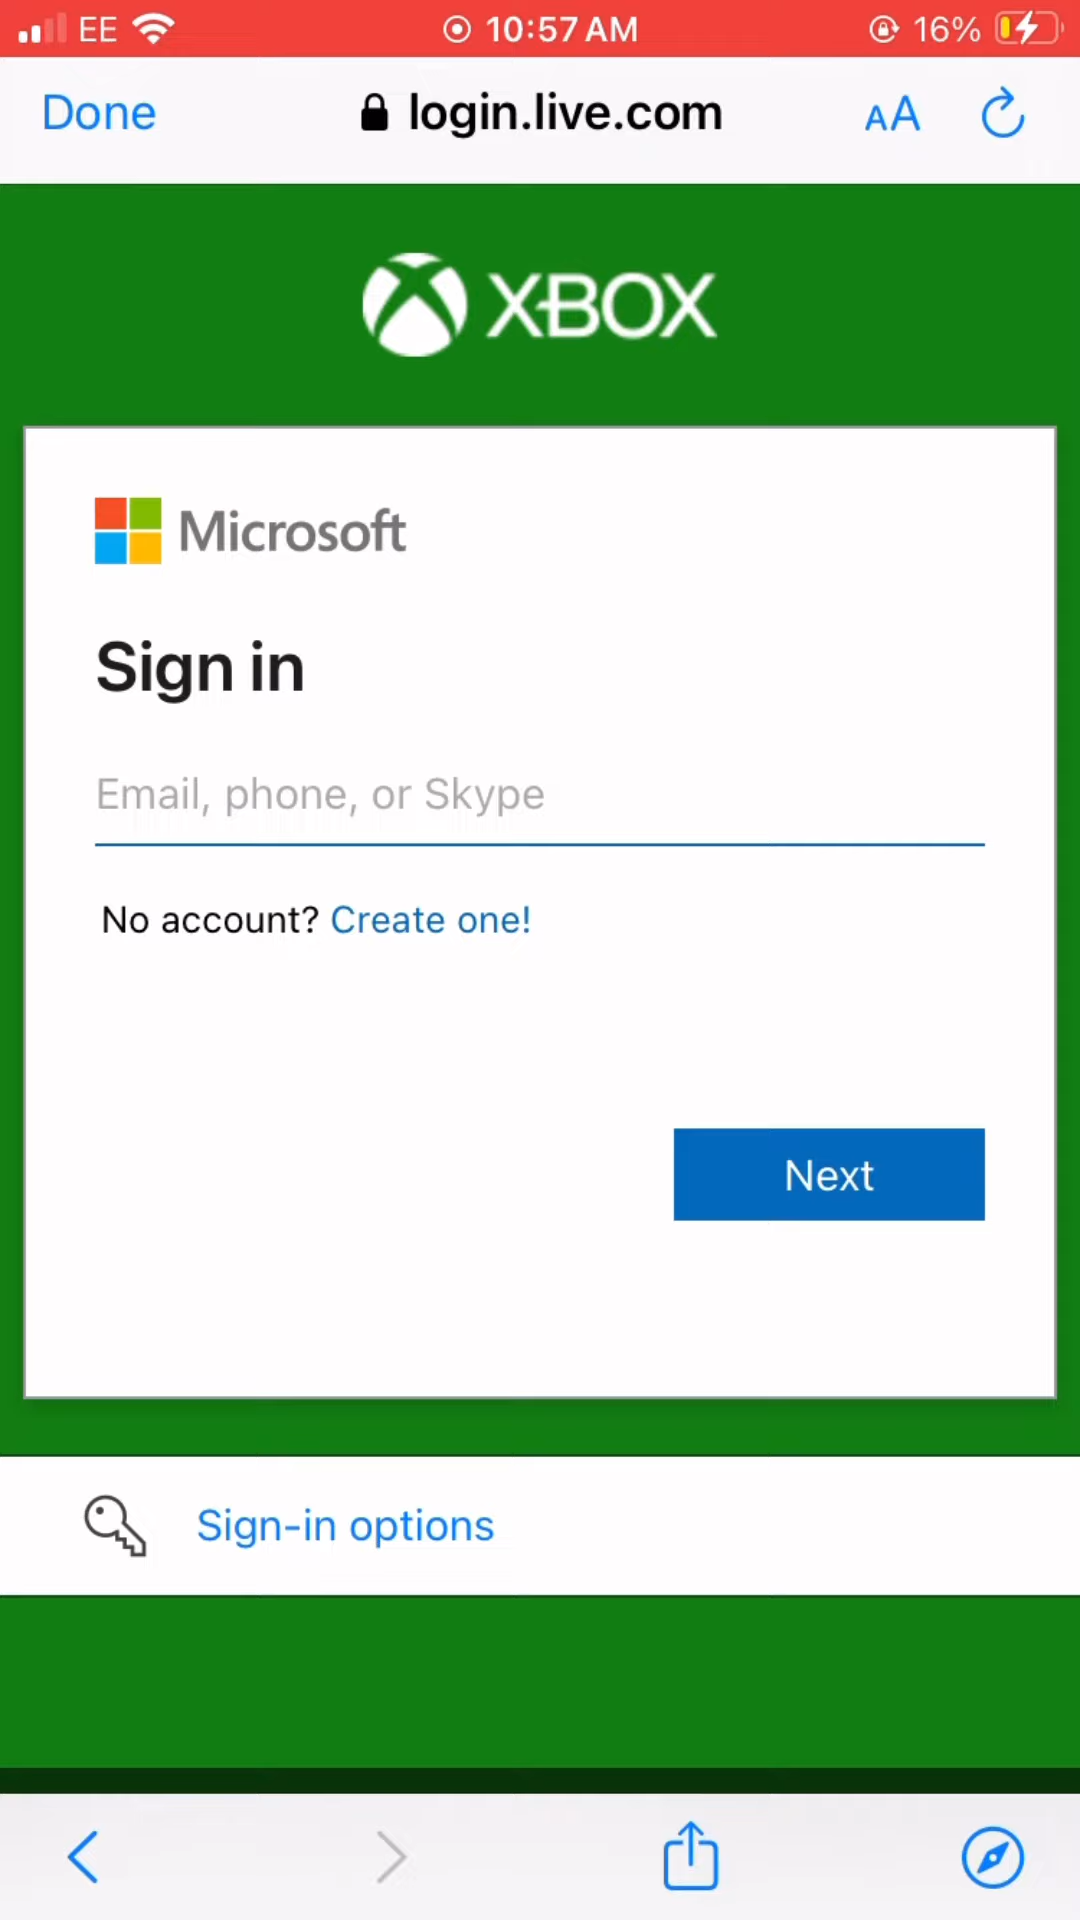 EE 10:57 AM 16%
Done login.live.com AA
XBOX
Microsoft
Sign in
Email, phone, or Skype
No account? Create one!
Next
Sign-in options